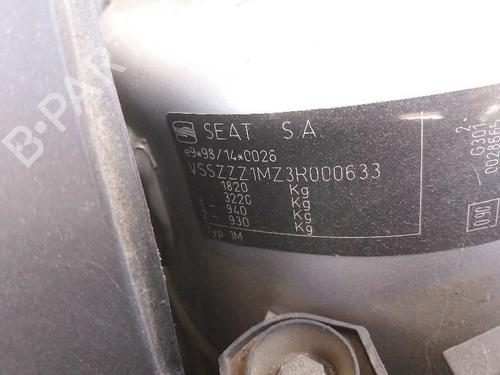 SEAT S.A.
e9*98/14*0026
VSSZZZ1MZ3R000633
1820 Kg
3220 Kg
1- 940 Kg
2- 930 Kg
Typ 1M
B-PAR